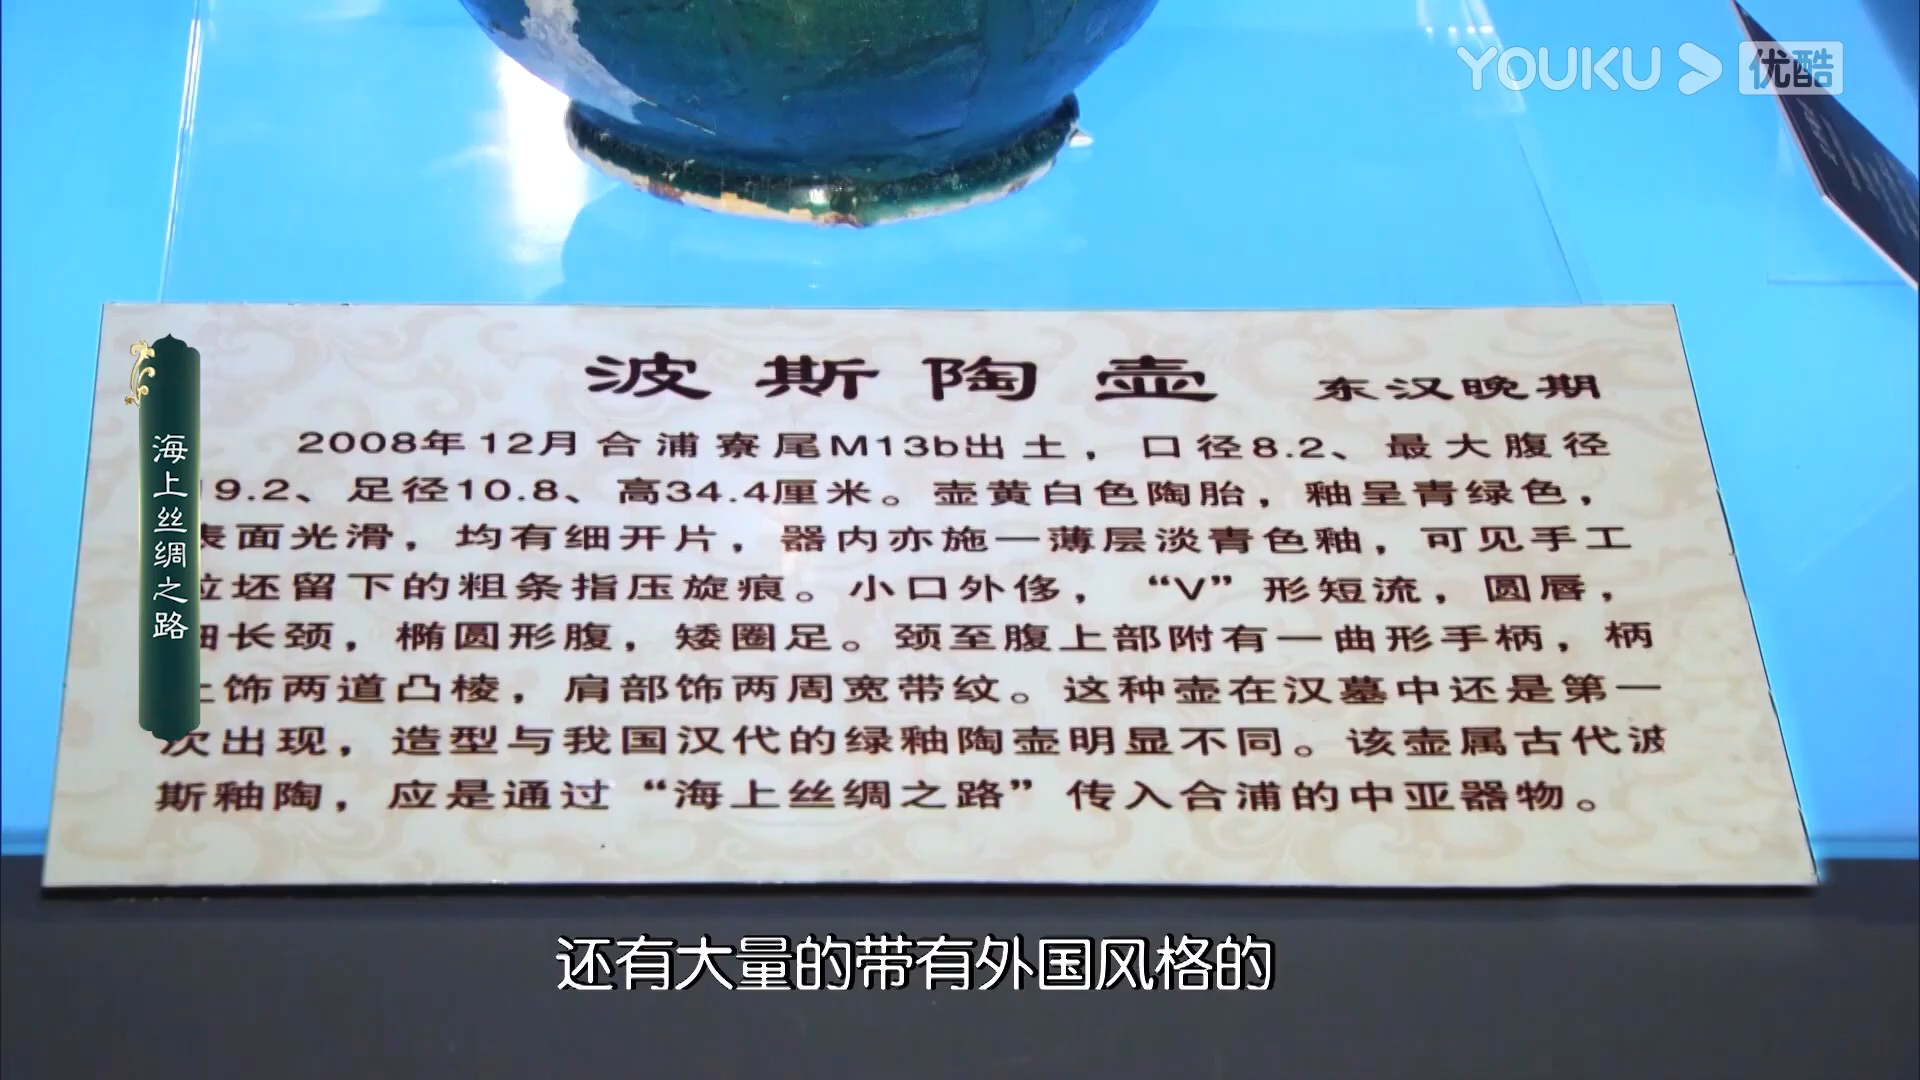 YOUKU 优酷
波斯陶壶 东汉晚期
2008年12月合浦寮尾M13b出土，口径8.2、最大腹径
19.2、足径10.8、高34.4厘米。壶黄白色陶胎，釉呈青绿色，
表面光滑，均有细开片，器内亦施一薄层淡青色釉，可见手工
拉坯留下的粗条指压旋痕。小口外侈，“V”形短流，圆唇，
细长颈，椭圆形腹，矮圈足。颈至腹上部附有一曲形手柄，柄
上饰两道凸棱，肩部饰两周宽带纹。这种壶在汉墓中还是第一
次出现，造型与我国汉代的绿釉陶壶明显不同。该壶属古代波
斯釉陶，应是通过“海上丝绸之路”传入合浦的中亚器物。
海上丝绸之路
还有大量的带有外国风格的